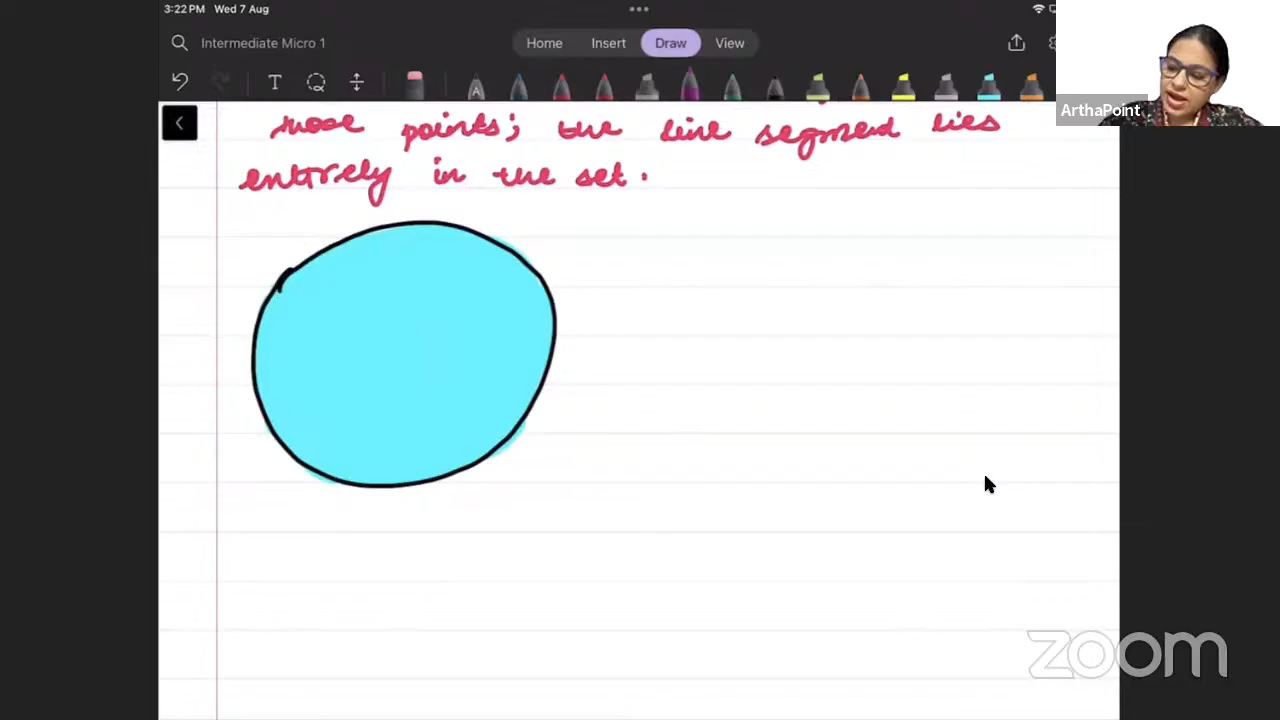 3:22 PM Wed 7 Aug
Intermediate Micro 1
Home Insert Draw View
T
A
ArthaPoint
points; the line segment lies
entirely in the set.
zoom